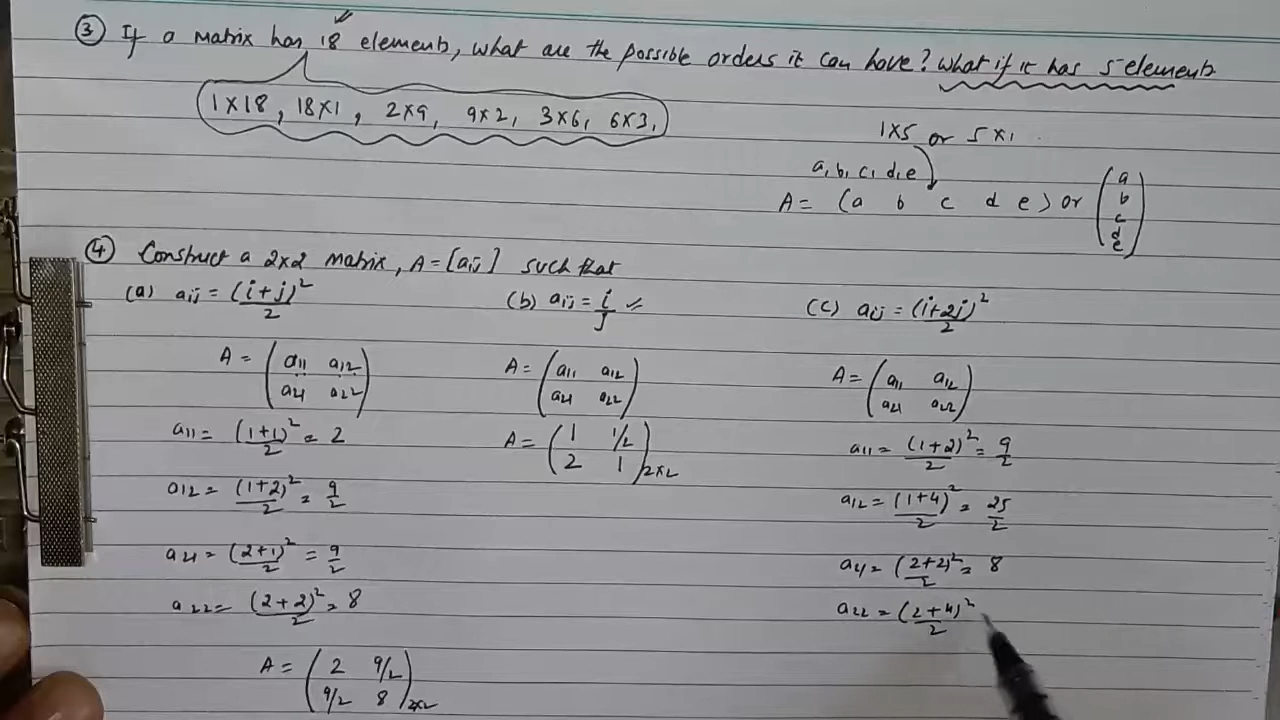 ③ If a matrix has 18 elements, what are the possible orders it can have? What if it has 5 elements
1×18, 18×1, 2×9, 9×2, 3×6, 6×3,
1×5 or 5×1.
a, b, c, d, e
A = (a b c d e) or (a b c d e)
④ Construct a 2×2 matrix, A = [aij] such that
(a) aij = (i+j)²/2
(b) aij = i/j
(c) aij = (i+2j)²/2
A = (a11 a12
a21 a22)
a11 = (1+1)²/2 = 2
a12 = (1+2)²/2 = 9/2
a21 = (2+1)²/2 = 9/2
a22 = (2+2)²/2 = 8
A = (2 9/2
9/2 8)2×2
A = (a11 a12
a21 a22)
A = (1 1/2
2 1)2×2
A = (a11 a12
a21 a22)
a11 = (1+2)²/2 = 9/2
a12 = (1+4)²/2 = 25/2
a21 = (2+2)²/2 = 8
a22 = (2+4)²/2